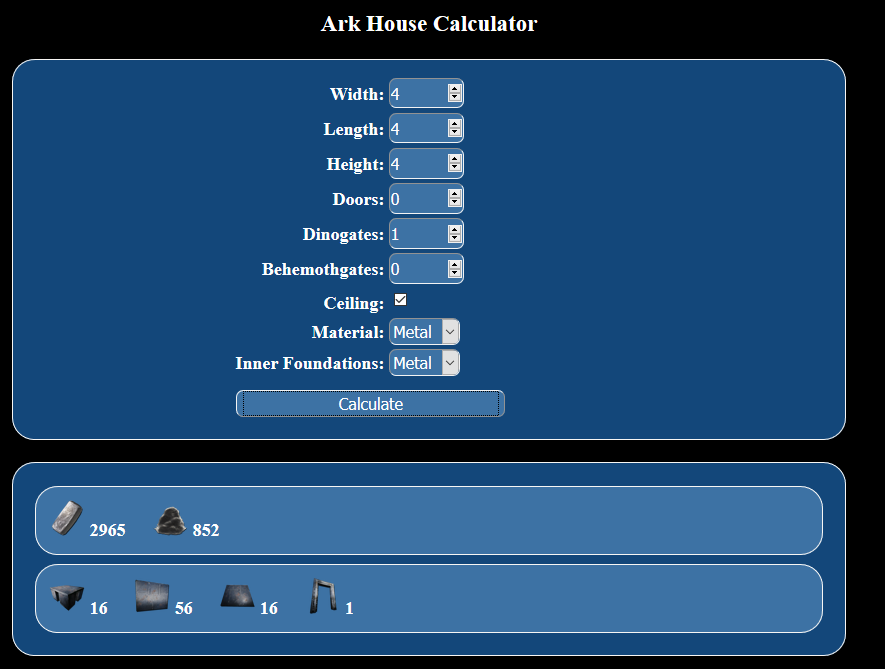 Ark House Calculator
Width: 4
Length: 4
Height: 4
Doors: 0
Dinogates: 1
Behemothgates: 0
Ceiling:
Material: Metal
Inner Foundations: Metal
Calculate
2965 852
16 56 16 1